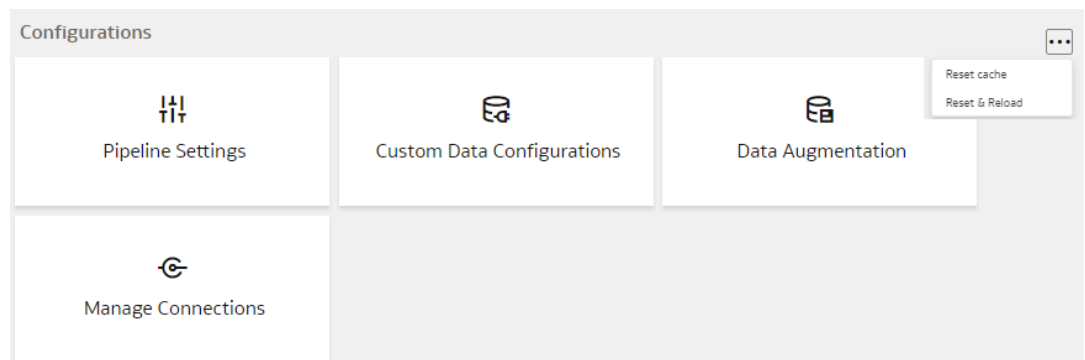 Configurations
Reset cache
Reset & Reload
Pipeline Settings
Custom Data Configurations
Data Augmentation
Manage Connections